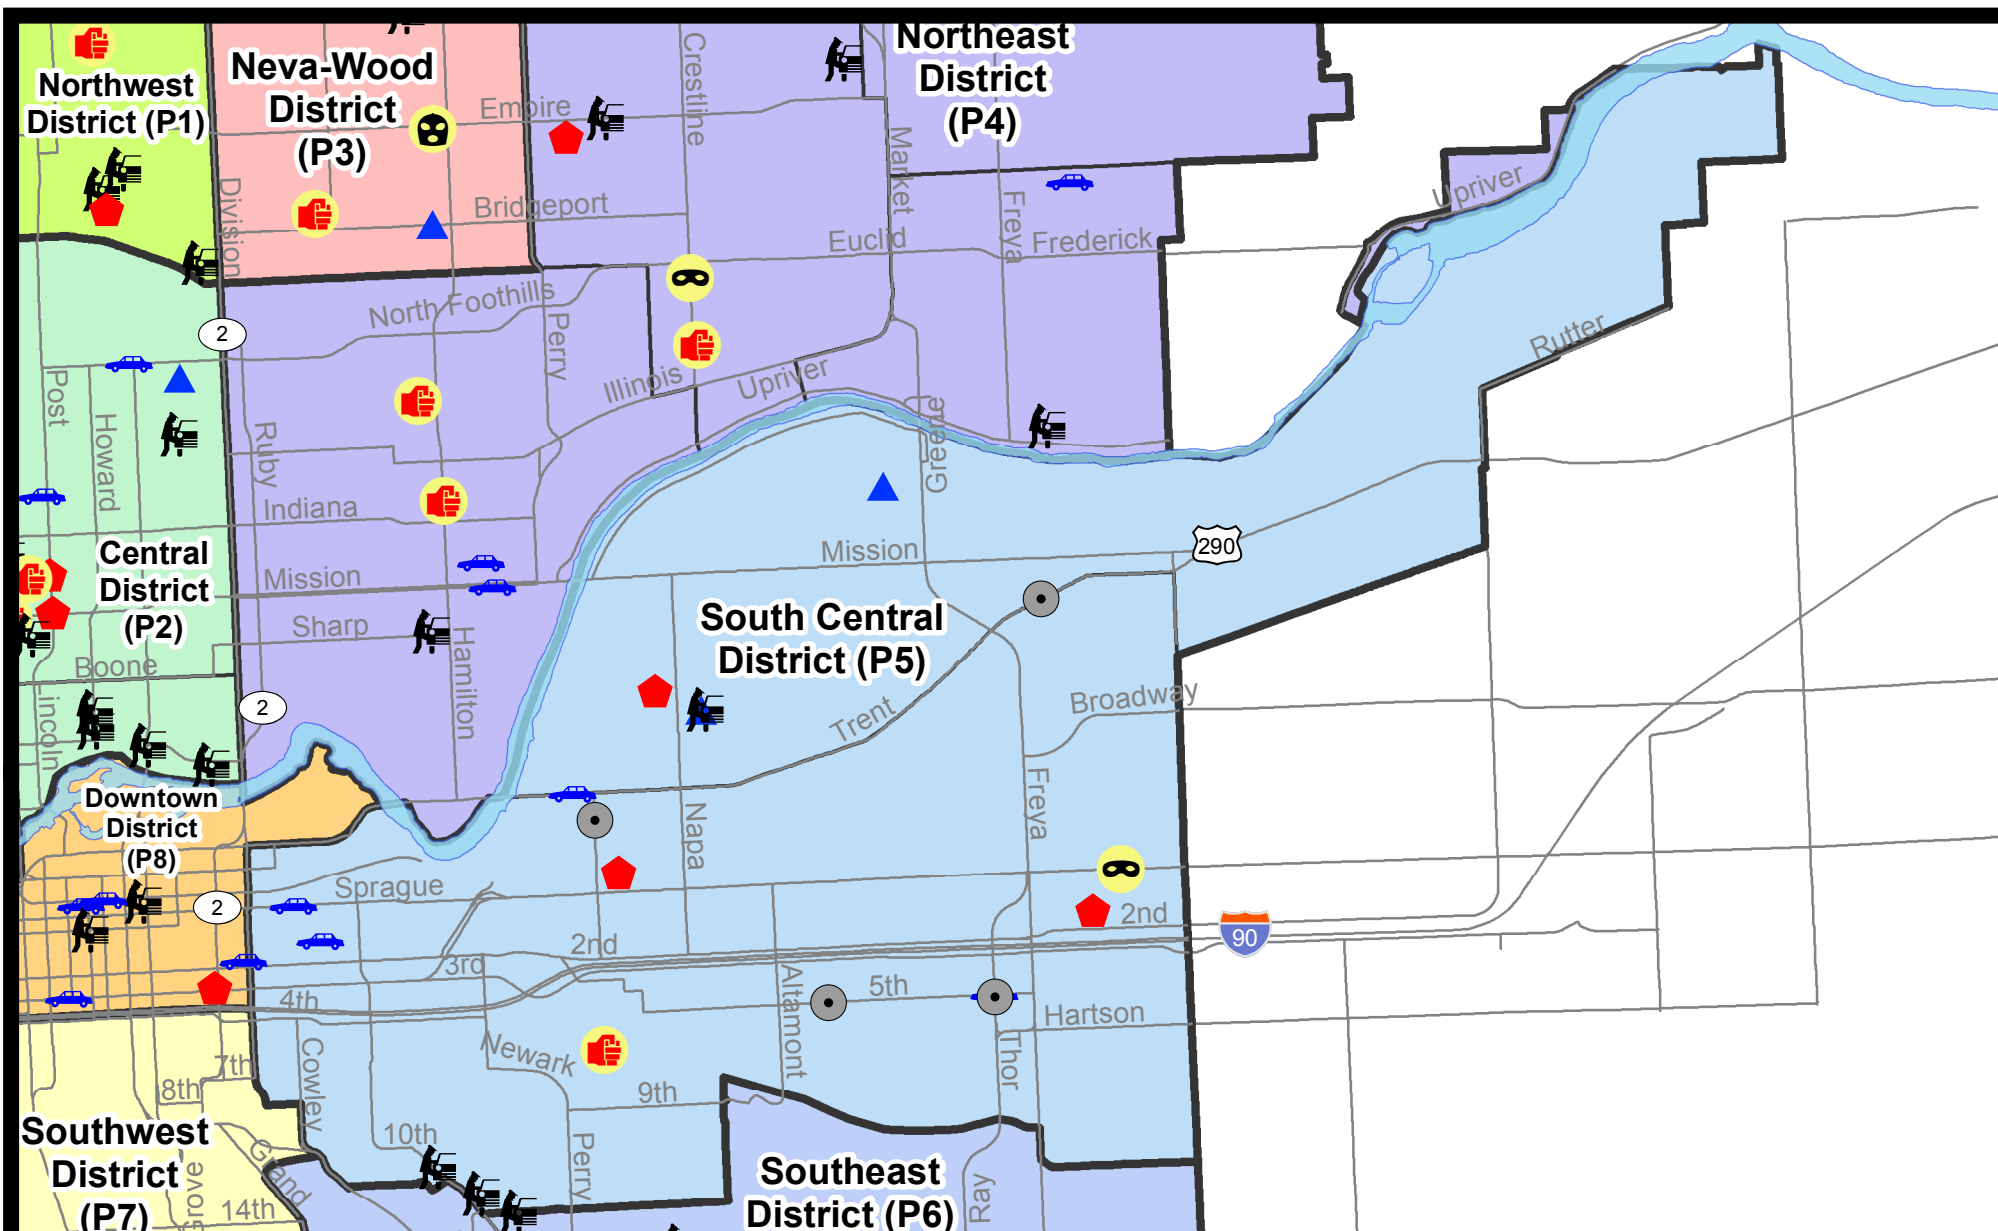 Northwest
District (P1)
Neva-Wood
District
(P3)
Northeast
District
(P4)
Central
District
(P2)
South Central
District (P5)
Downtown
District
(P8)
Southwest
District
(P7)
Southeast
District (P6)
Empire
Crestline
Market
Division
Bridgeport
Euclid
Freya
Frederick
Upriver
North Foothills
2
Perry
Rutter
Illinois
Upriver
Post
Howard
Ruby
Greene
Indiana
Mission
290
Mission
Sharp
Hamilton
Boone
2
Lincoln
Trent
Broadway
Napa
Freya
Sprague
2
2nd
2nd
90
3rd
4th
5th
Altamont
Hartson
Cowley
Newark
Thor
7th
8th
9th
10th
Perry
Grand
Grove
14th
Ray